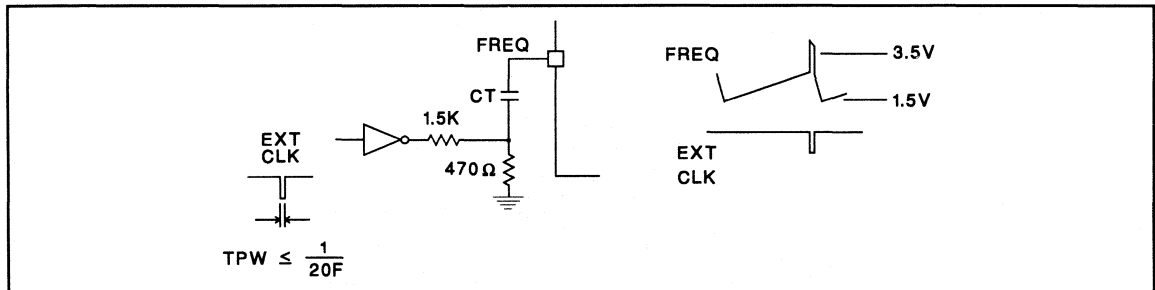 FREQ
CT
1.5K
EXT
CLK
470Ω
TPW ≤ 1/20F
FREQ
3.5V
1.5V
EXT
CLK